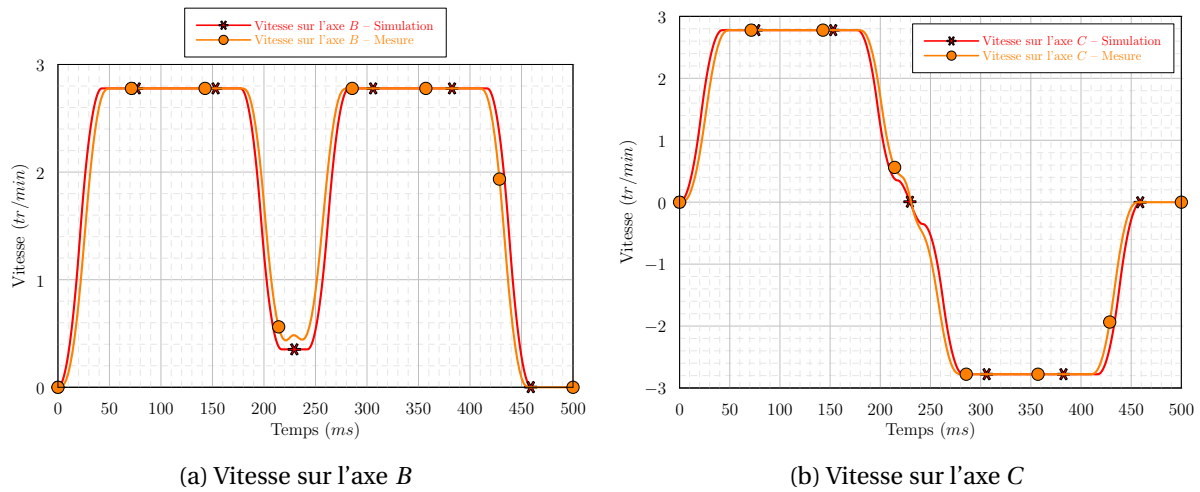 Vitesse sur l'axe B – Simulation
Vitesse sur l'axe B – Mesure
3
2
1
0
Vitesse (tr/min)
0 50 100 150 200 250 300 350 400 450 500
Temps (ms)
(a) Vitesse sur l'axe B
Vitesse sur l'axe C – Simulation
Vitesse sur l'axe C – Mesure
3
2
1
0
−1
−2
−3
Vitesse (tr/min)
0 50 100 150 200 250 300 350 400 450 500
Temps (ms)
(b) Vitesse sur l'axe C